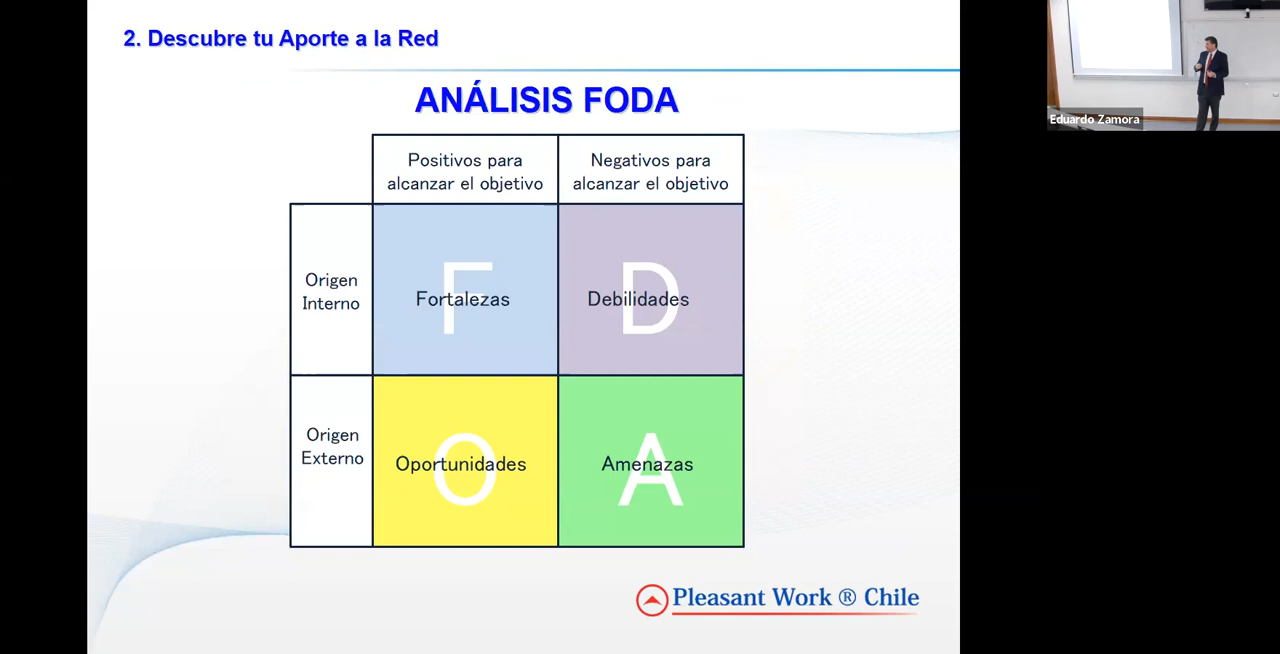 2. Descubre tu Aporte a la Red
Eduardo Zamora
ANÁLISIS FODA
Positivos para
alcanzar el objetivo
Negativos para
alcanzar el objetivo
Origen
Interno
F
Fortalezas
D
Debilidades
Origen
Externo
O
Oportunidades
A
Amenazas
Pleasant Work ® Chile